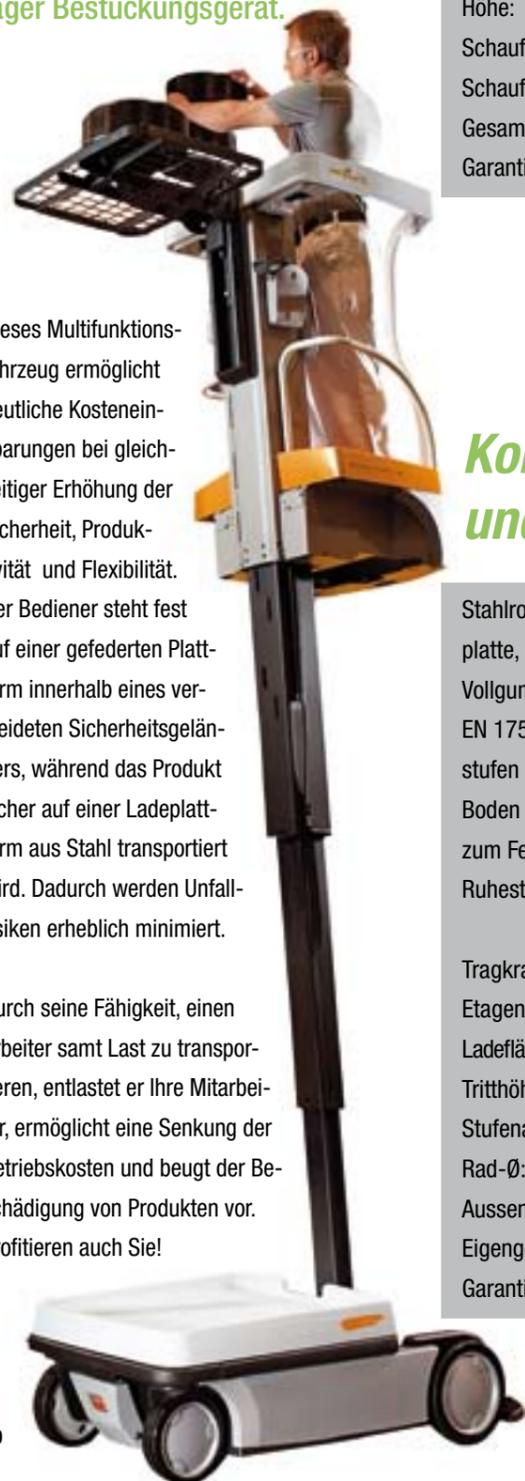 ager Bestückungsgerät.
ieses Multifunktions-
hrzeug ermöglicht
eutliche Kostenein-
parungen bei gleich-
eitiger Erhöhung der
icherheit, Produk-
vität und Flexibilität.
er Bediener steht fest
uf einer gefederten Platt-
rm innerhalb eines ver-
eideten Sicherheitsgelän-
ers, während das Produkt
cher auf einer Ladeplatt-
rm aus Stahl transportiert
ird. Dadurch werden Unfall-
siken erheblich minimiert.
urch seine Fähigkeit, einen
rbeiter samt Last zu transpor-
eren, entlastet er Ihre Mitarbei-
r, ermöglicht eine Senkung der
etriebskosten und beugt der Be-
chädigung von Produkten vor.
rofitieren auch Sie!
Höhe:
Schauf
Schauf
Gesam
Garanti
Kor
und
Stahlro
platte,
Vollgun
EN 175
stufen
Boden
zum Fe
Ruhest
Tragkra
Etagen
Ladeflä
Tritthöh
Stufena
Rad-Ø:
Aussen
Eigeng
Garanti